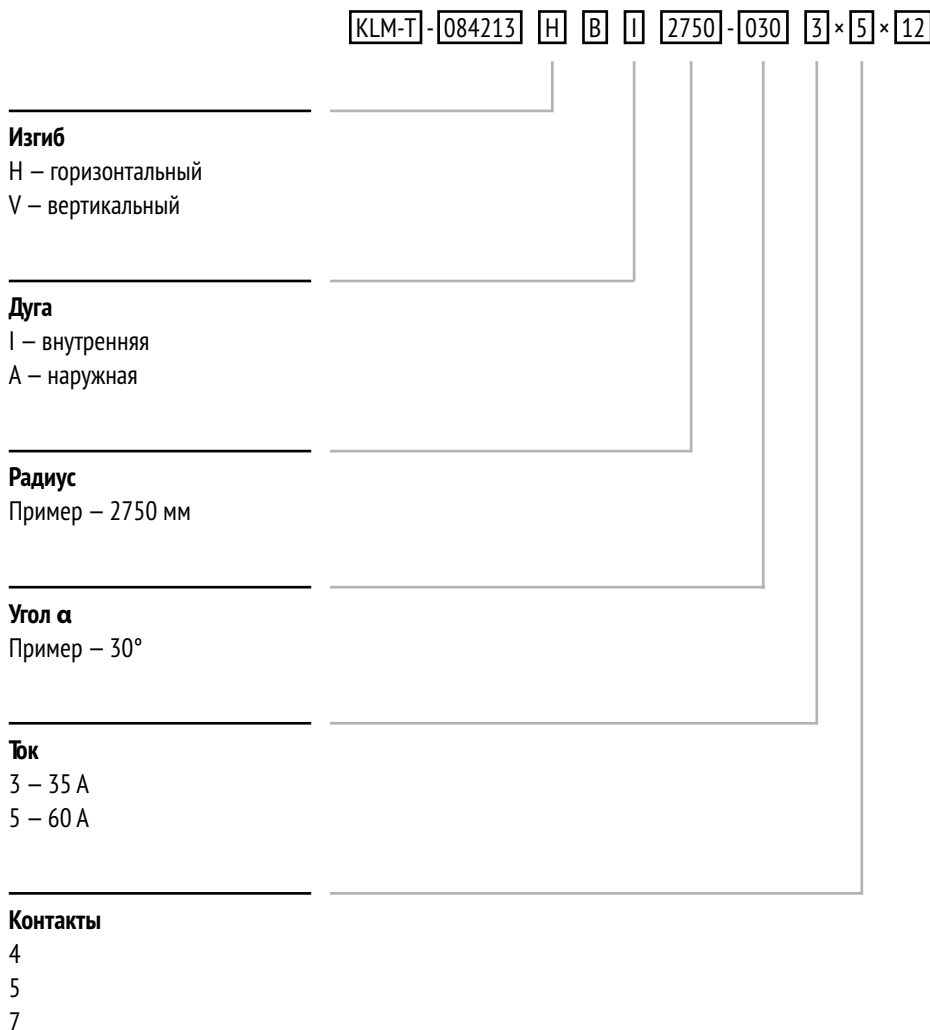 KLM-T - 084213 H B I 2750 - 030 3 × 5 × 12
Изгиб
H — горизонтальный
V — вертикальный
Дуга
I — внутренняя
A — наружная
Радиус
Пример — 2750 мм
Угол α
Пример — 30°
Ток
3 — 35 А
5 — 60 А
Контакты
4
5
7